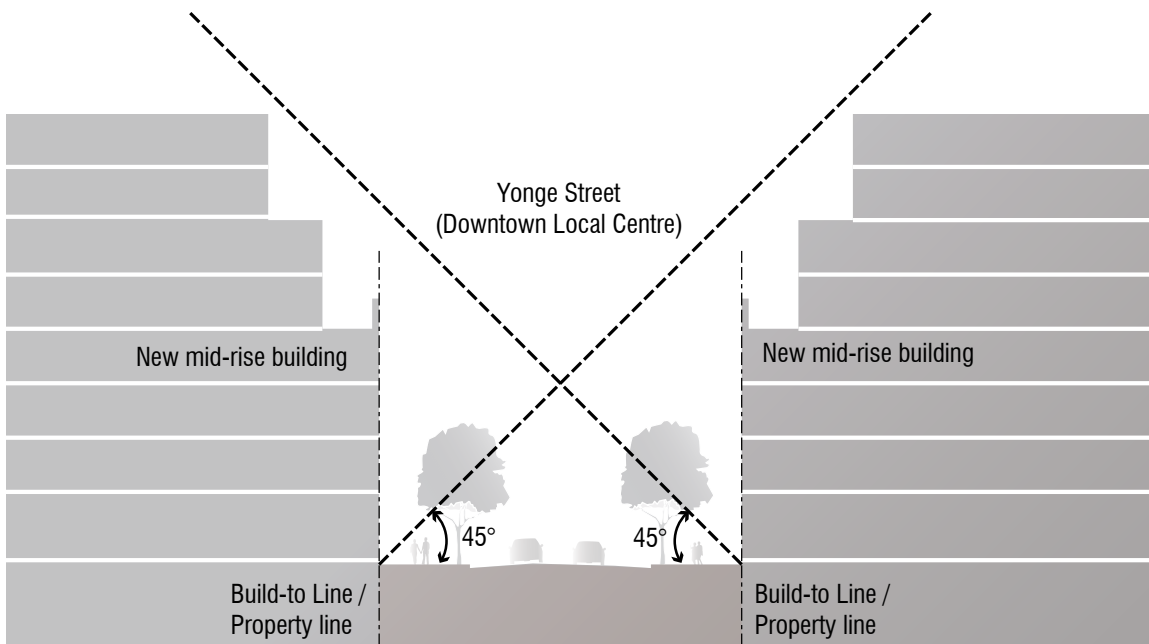 Yonge Street
(Downtown Local Centre)
New mid-rise building
New mid-rise building
45°
45°
Build-to Line /
Property line
Build-to Line /
Property line